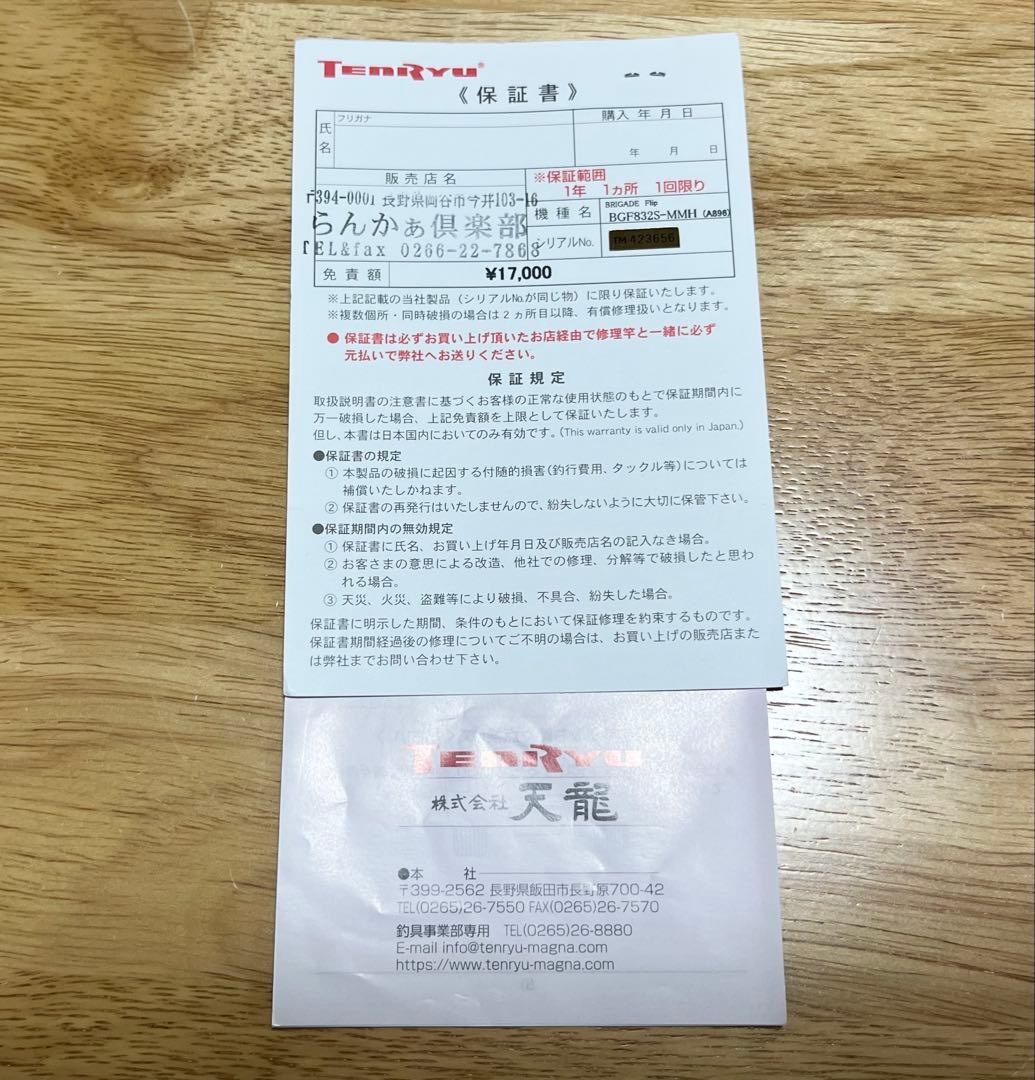 TENRYU®
《保証書》
フリガナ
氏名
購入年月日
年 月 日
販売店名
〒394-0001 長野県岡谷市今井103-16
らんかぁ倶楽部
TEL&fax 0266-22-7868
※保証範囲
1年 1ヵ所 1回限り
機種名
BRIGADE Flip
BGF832S-MMH (A896)
シリアルNo.
TM 423656
免責額
¥17,000
※上記記載の当社製品（シリアルNo.が同じ物）に限り保証いたします。
※複数個所・同時破損の場合は２ヵ所目以降、有償修理扱いとなります。
●保証書は必ずお買い上げ頂いたお店経由で修理竿と一緒に必ず
元払いで弊社へお送りください。
保証規定
取扱説明書の注意書に基づくお客様の正常な使用状態のもとで保証期間内に
万一破損した場合、上記免責額を上限として保証いたします。
但し、本書は日本国内においてのみ有効です。(This warranty is valid only in Japan.)
●保証書の規定
① 本製品の破損に起因する付随的損害(釣行費用、タックル等)については
補償いたしかねます。
② 保証書の再発行はいたしませんので、紛失しないように大切に保管下さい。
●保証期間内の無効規定
① 保証書に氏名、お買い上げ年月日及び販売店名の記入なき場合。
② お客さまの意思による改造、他社での修理、分解等で破損したと思わ
れる場合。
③ 天災、火災、盗難等により破損、不具合、紛失した場合。
保証書に明示した期間、条件のもとにおいて保証修理を約束するものです。
保証書期間経過後の修理についてご不明の場合は、お買い上げの販売店また
は弊社までお問い合わせ下さい。
TENRYU
株式会社 天龍
●本 社
〒399-2562 長野県飯田市長野原700-42
TEL(0265)26-7550 FAX(0265)26-7570
釣具事業部専用 TEL(0265)26-8880
E-mail info@tenryu-magna.com
https://www.tenryu-magna.com